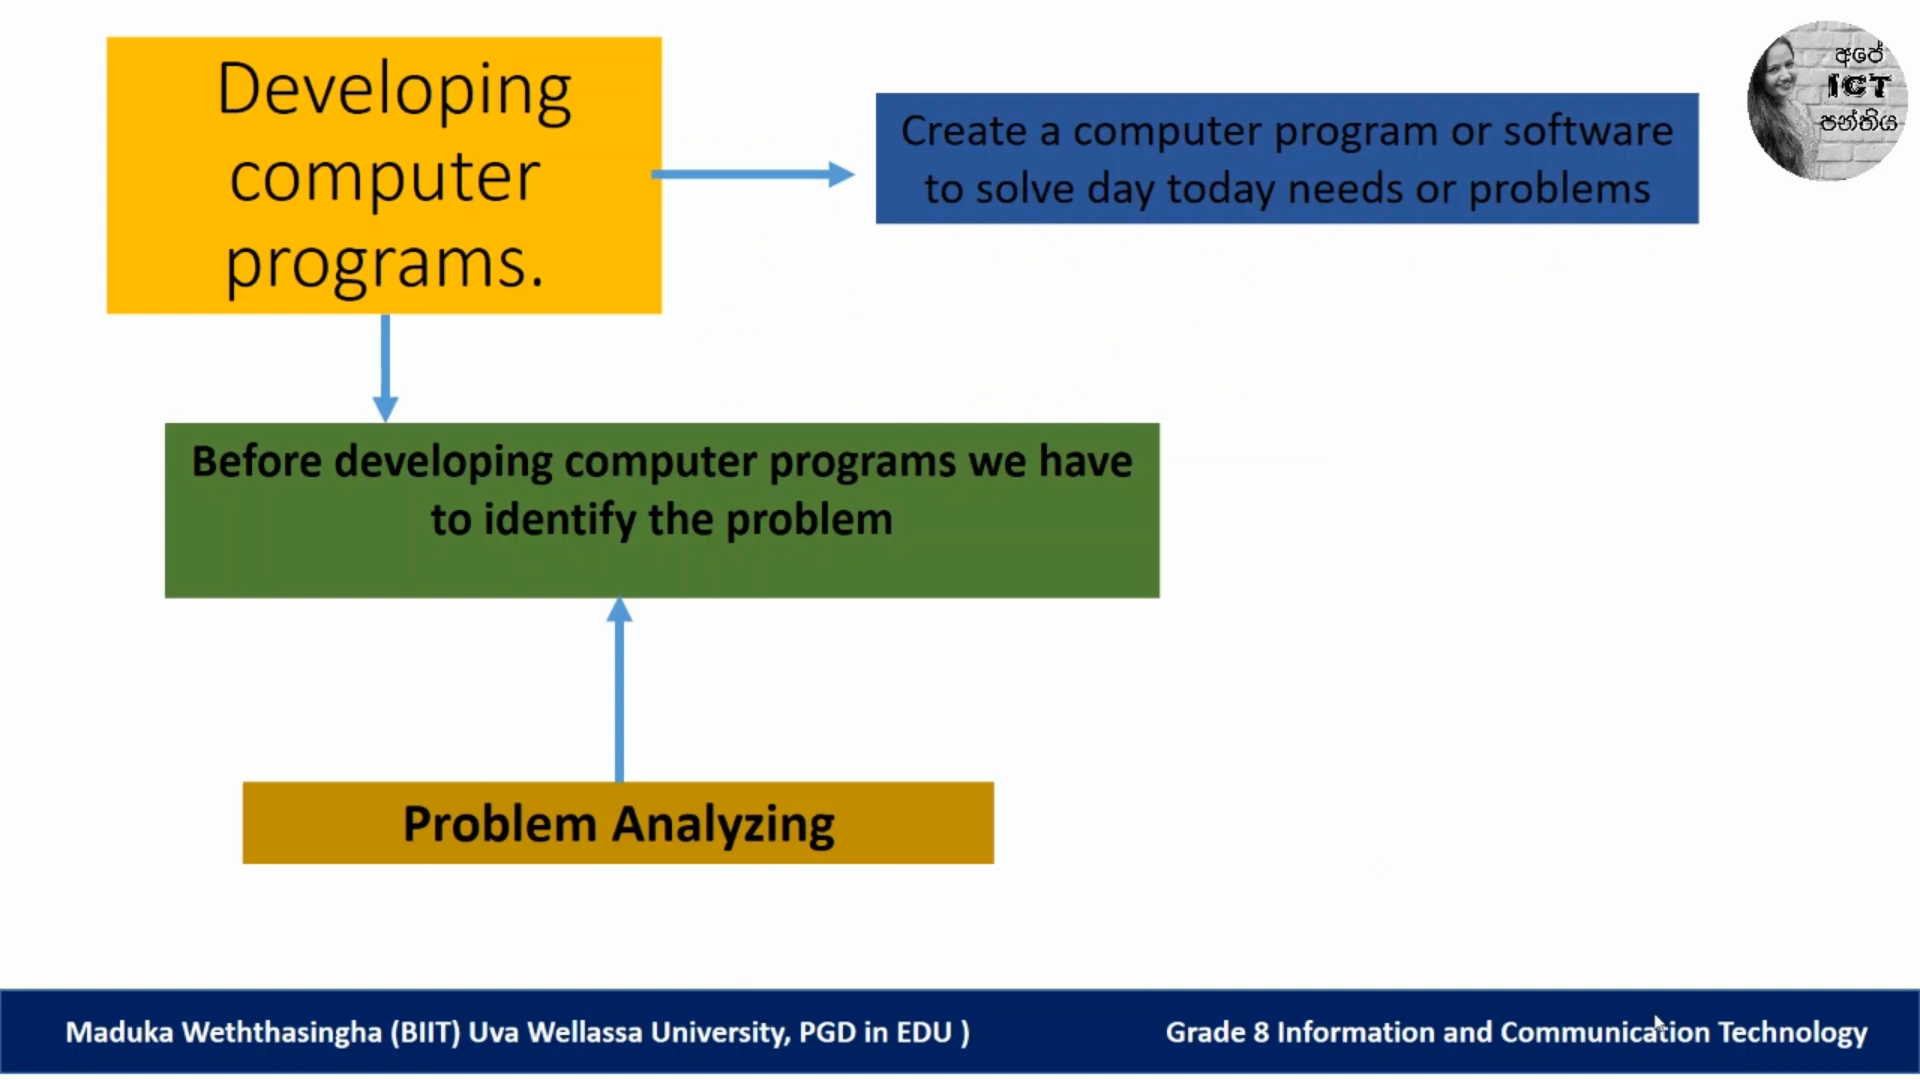 Developing
computer
programs.
Create a computer program or software
to solve day today needs or problems
අපේ
ICT
පන්තිය
Before developing computer programs we have
to identify the problem
Problem Analyzing
Maduka Weththasingha (BIIT) Uva Wellassa University, PGD in EDU )
Grade 8 Information and Communication Technology